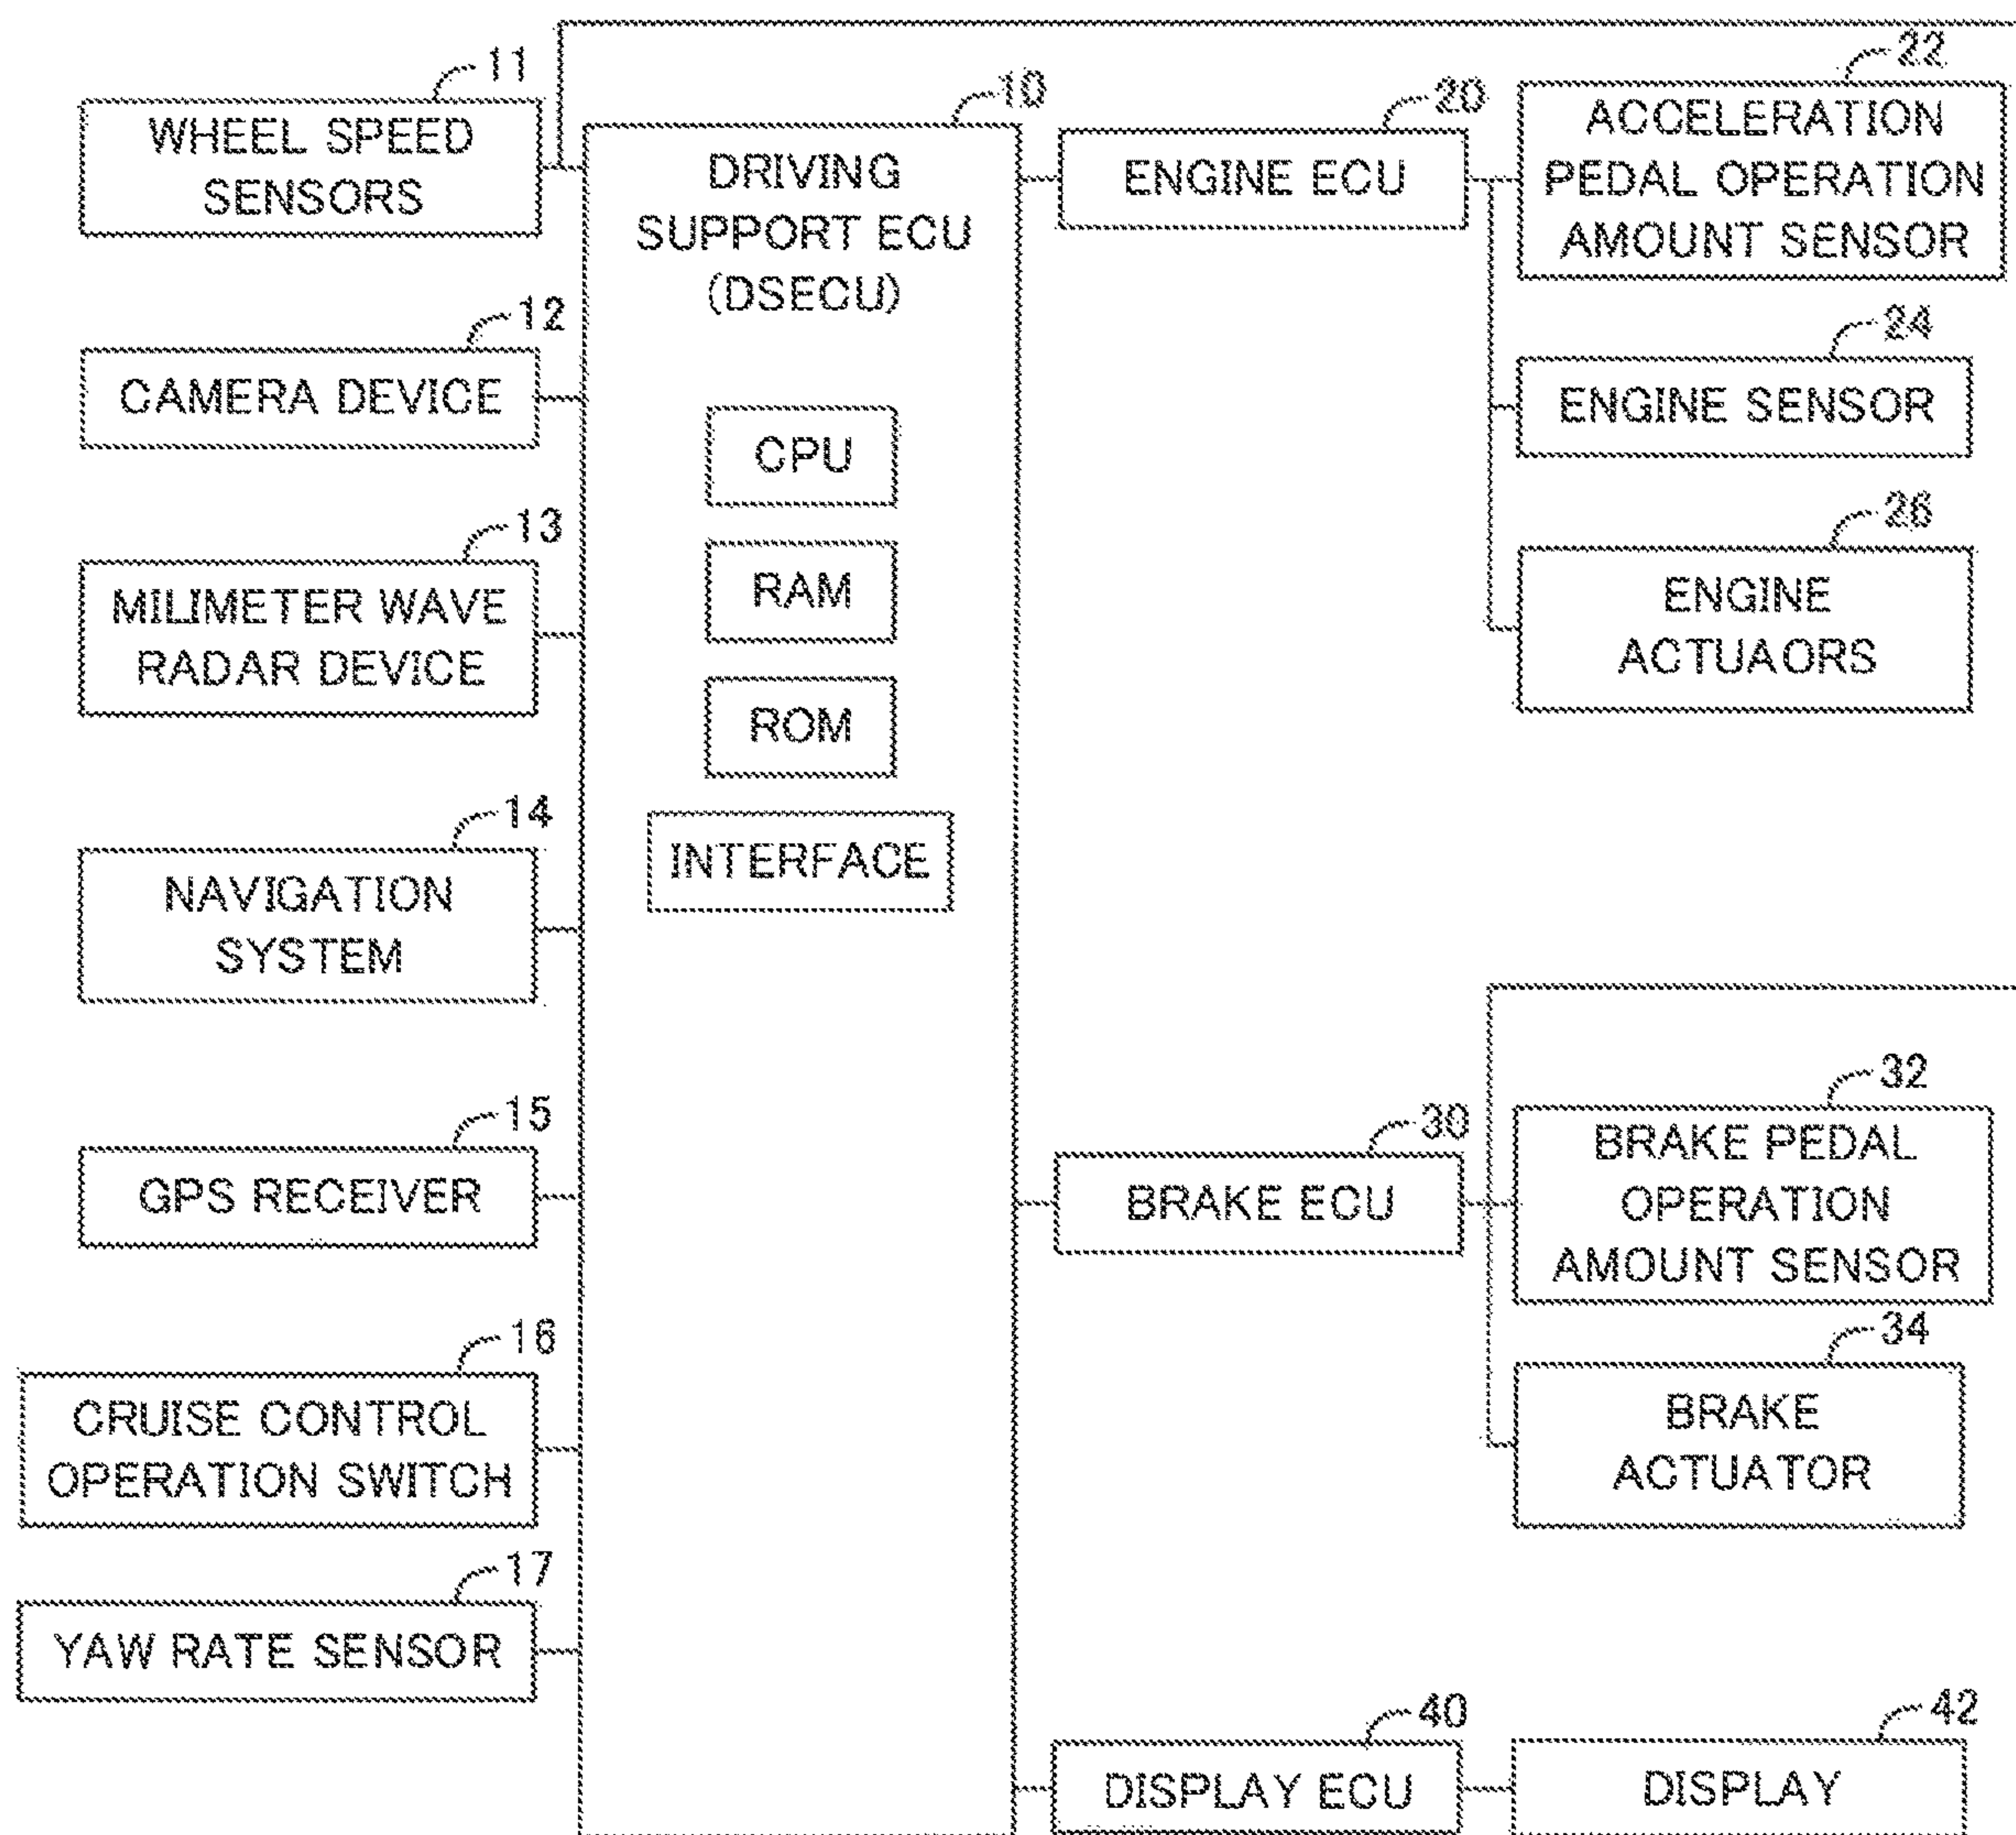 11
WHEEL SPEED
SENSORS
12
CAMERA DEVICE
13
MILIMETER WAVE
RADAR DEVICE
14
NAVIGATION
SYSTEM
15
GPS RECEIVER
16
CRUISE CONTROL
OPERATION SWITCH
17
YAW RATE SENSOR
10
DRIVING
SUPPORT ECU
(DSECU)
CPU
RAM
ROM
INTERFACE
20
ENGINE ECU
22
ACCELERATION
PEDAL OPERATION
AMOUNT SENSOR
24
ENGINE SENSOR
26
ENGINE
ACTUAORS
30
BRAKE ECU
32
BRAKE PEDAL
OPERATION
AMOUNT SENSOR
34
BRAKE
ACTUATOR
40
DISPLAY ECU
42
DISPLAY